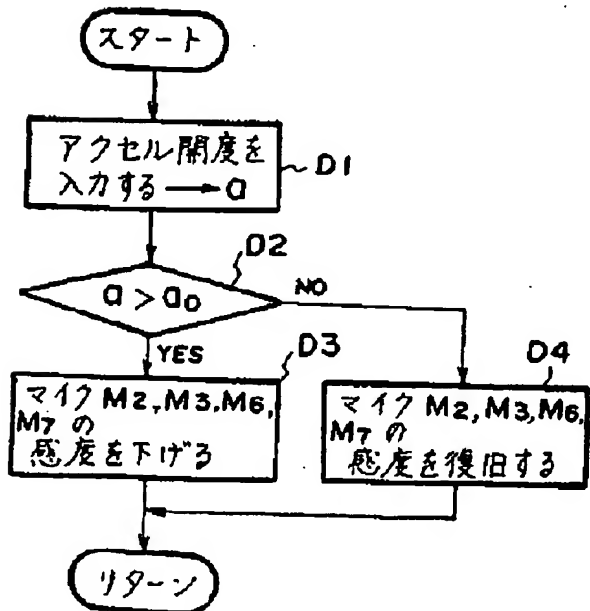 スタート
アクセル開度を
入力する→a
D1
D2
a > a0
NO
YES
D3
マイク M2, M3, M6,
M7 の
感度を下げる
D4
マイク M2, M3, M6,
M7 の
感度を復旧する
リターン